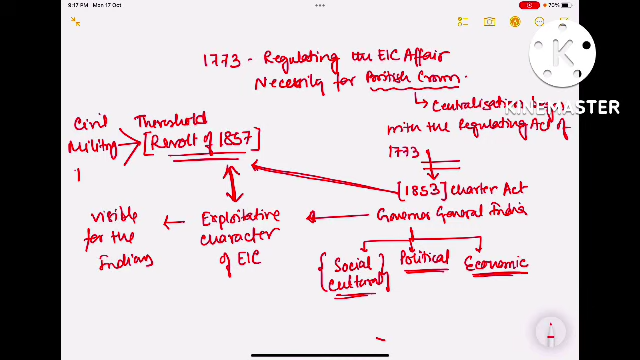 9:17 PM Mon 17 Oct
70%
1773 - Regulating the EIC Affair
Necessity for British Crown.
K
KINEMASTER
Centralisation
with the Regulating Act of
1773
Civil
Military
Threshold
[Revolt of 1857]
[1853] Charter Act
Governor General India
visible
for the
Indians
Exploitative
character
of EIC
{Social
Cultural}
Political
Economic